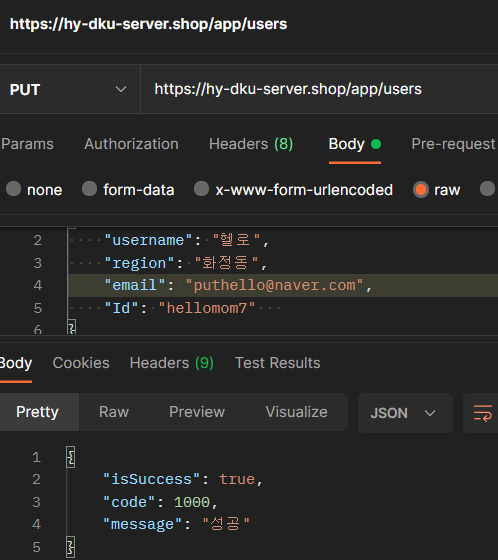 https://hy-dku-server.shop/app/users
PUT https://hy-dku-server.shop/app/users
Params Authorization Headers (8) Body Pre-request
none form-data x-www-form-urlencoded raw
2 "username": "헬로",
3 "region": "화정동",
4 "email": "puthello@naver.com",
5 "Id": "hellomom7"
6 }
Body Cookies Headers (9) Test Results
Pretty Raw Preview Visualize JSON
1 {
2 "isSuccess": true,
3 "code": 1000,
4 "message": "성공"
5 }